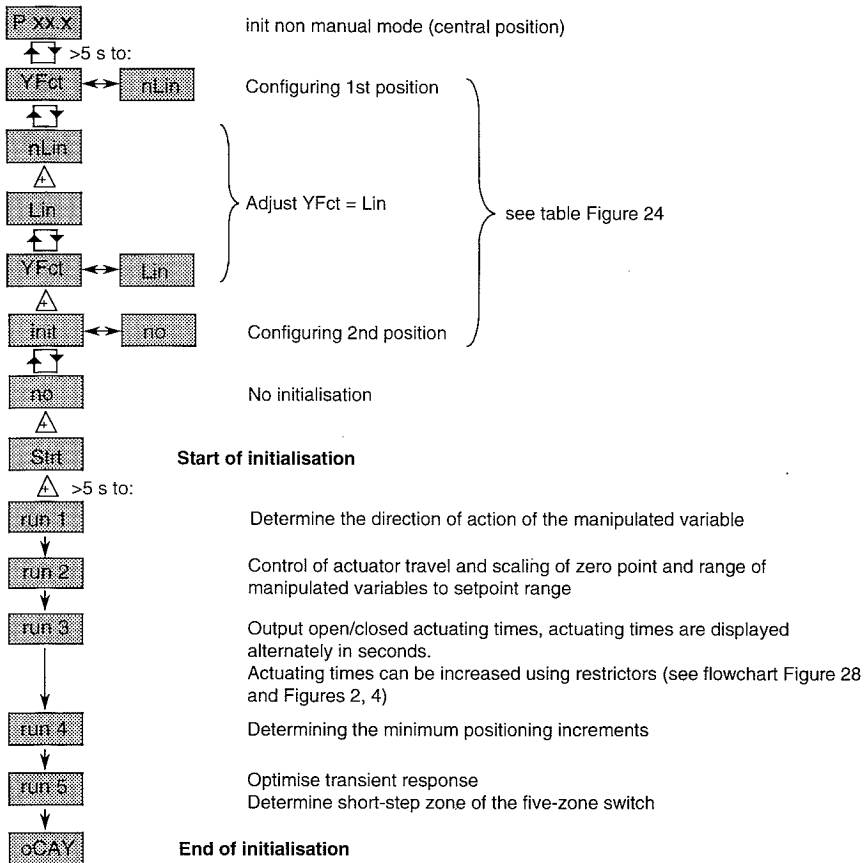 P xx.x
init non manual mode (central position)
>5 s to:
YFct
nLin
Configuring 1st position
nLin
+
Lin
Adjust YFct = Lin
see table Figure 24
YFct
Lin
+
init
no
Configuring 2nd position
no
No initialisation
+
Strt
Start of initialisation
+
>5 s to:
run 1
Determine the direction of action of the manipulated variable
run 2
Control of actuator travel and scaling of zero point and range of
manipulated variables to setpoint range
run 3
Output open/closed actuating times, actuating times are displayed
alternately in seconds.
Actuating times can be increased using restrictors (see flowchart Figure 28
and Figures 2, 4)
run 4
Determining the minimum positioning increments
run 5
Optimise transient response
Determine short-step zone of the five-zone switch
oCAY
End of initialisation